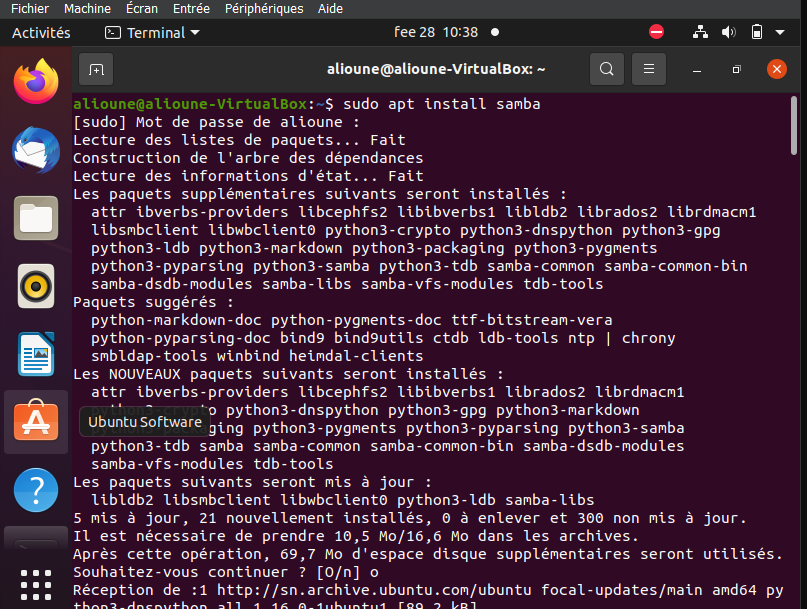 Fichier Machine Écran Entrée Périphériques Aide
Activités Terminal fee 28 10:38
alioune@alioune-VirtualBox: ~
alioune@alioune-VirtualBox:~$ sudo apt install samba
[sudo] Mot de passe de alioune :
Lecture des listes de paquets... Fait
Construction de l'arbre des dépendances
Lecture des informations d'état... Fait
Les paquets supplémentaires suivants seront installés :
attr ibverbs-providers libcephfs2 libibverbs1 libldb2 librados2 librdmacm1
libsmbclient libwbclient0 python3-crypto python3-dnspython python3-gpg
python3-ldb python3-markdown python3-packaging python3-pygments
python3-pyparsing python3-samba python3-tdb samba-common samba-common-bin
samba-dsdb-modules samba-libs samba-vfs-modules tdb-tools
Paquets suggérés :
python-markdown-doc python-pygments-doc ttf-bitstream-vera
python-pyparsing-doc bind9 bind9utils ctdb ldb-tools ntp | chrony
smbldap-tools winbind heimdal-clients
Les NOUVEAUX paquets suivants seront installés :
attr ibverbs-providers libcephfs2 libibverbs1 librados2 librdmacm1
python3-crypto python3-dnspython python3-gpg python3-markdown
Ubuntu Software
ging python3-pygments python3-pyparsing python3-samba
python3-tdb samba samba-common samba-common-bin samba-dsdb-modules
samba-vfs-modules tdb-tools
Les paquets suivants seront mis à jour :
libldb2 libsmbclient libwbclient0 python3-ldb samba-libs
5 mis à jour, 21 nouvellement installés, 0 à enlever et 300 non mis à jour.
Il est nécessaire de prendre 10,5 Mo/16,6 Mo dans les archives.
Après cette opération, 69,7 Mo d'espace disque supplémentaires seront utilisés.
Souhaitez-vous continuer ? [O/n] o
Réception de :1 http://sn.archive.ubuntu.com/ubuntu focal-updates/main amd64 py
thon3-dnspython all 1.16.0-1ubuntu1 [89,2 kB]